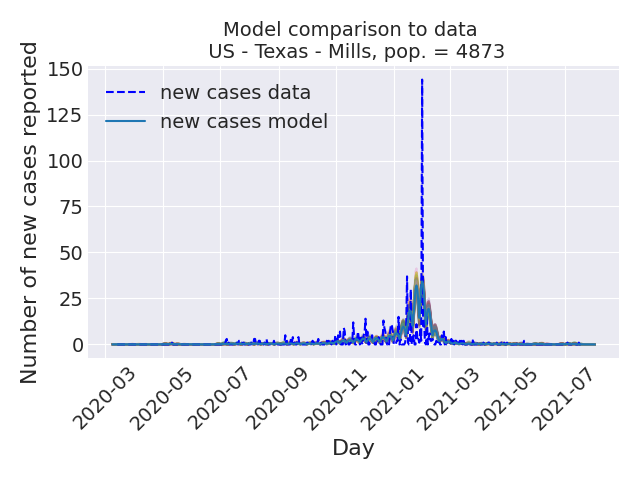 Model comparison to data
US - Texas - Mills, pop. = 4873
Number of new cases reported
150
125
100
75
50
25
0
new cases data
new cases model
2020-03
2020-05
2020-07
2020-09
2020-11
2021-01
2021-03
2021-05
2021-07
Day